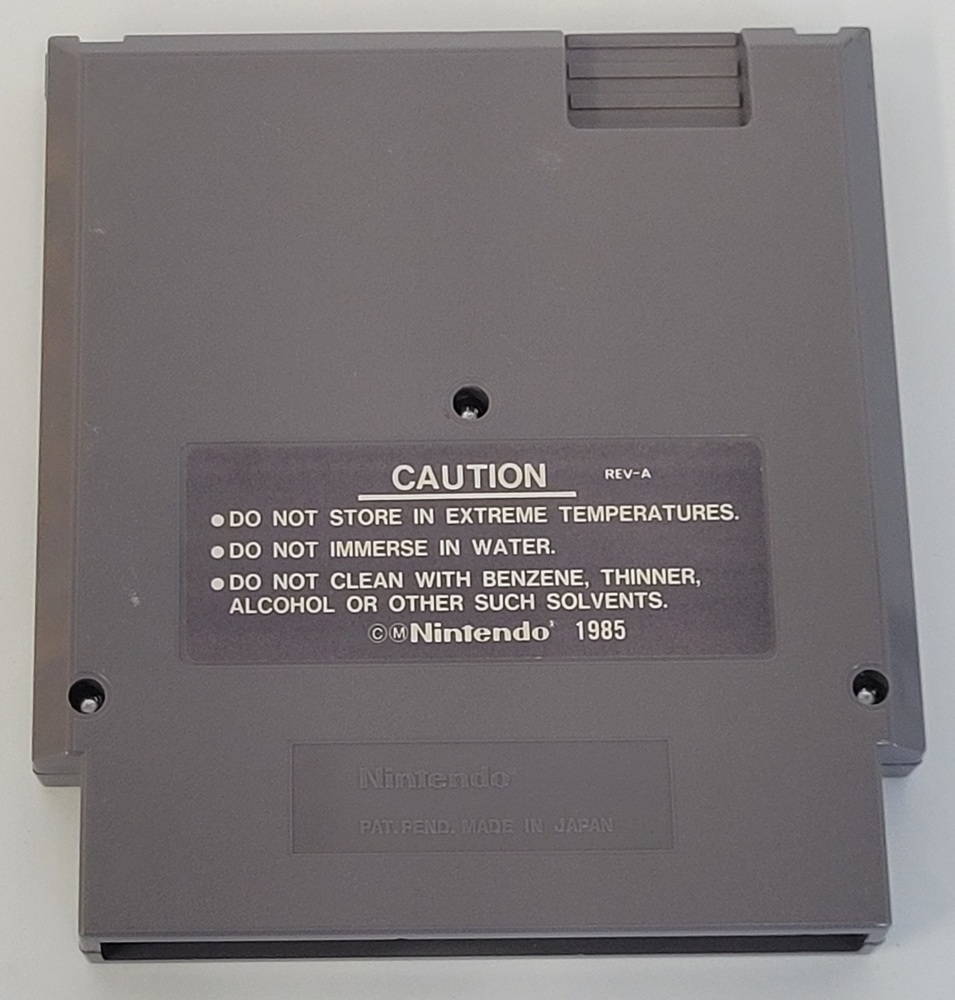 CAUTION REV-A
●DO NOT STORE IN EXTREME TEMPERATURES.
●DO NOT IMMERSE IN WATER.
●DO NOT CLEAN WITH BENZENE, THINNER,
ALCOHOL OR OTHER SUCH SOLVENTS.
©ⓂNintendo® 1985
Nintendo®
PAT. PEND. MADE IN JAPAN